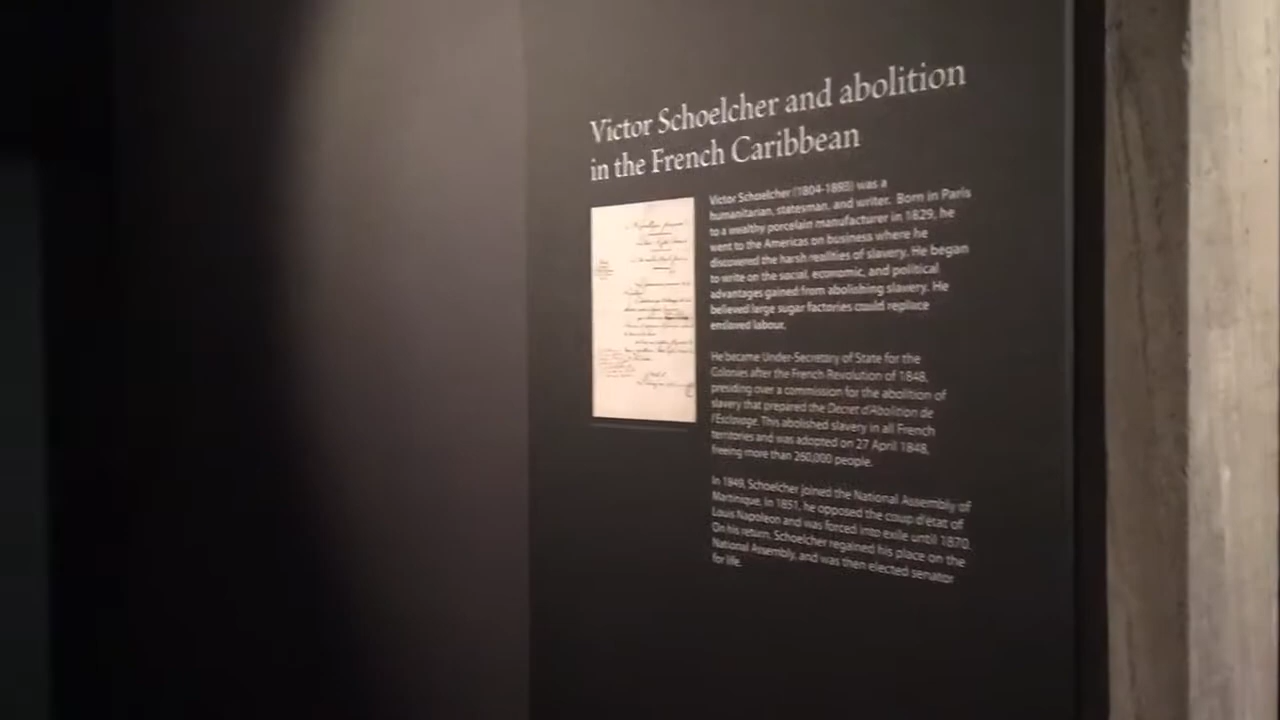 Victor Schoelcher and abolition
in the French Caribbean
Victor Schoelcher (1804-1893) was a
humanitarian, statesman, and writer. Born in Paris
to a wealthy porcelain manufacturer in 1829, he
went to the Americas on business where he
discovered the harsh realities of slavery. He began
to write on the social, economic, and political
advantages gained from abolishing slavery. He
believed large sugar factories could replace
enslaved labour.
He became Under-Secretary of State for the
Colonies after the French Revolution of 1848,
presiding over a commission for the abolition of
slavery that prepared the Decret d'Abolition de
l'Esclavage. This abolished slavery in all French
territories and was adopted on 27 April 1848,
freeing more than 260,000 people.
In 1849, Schoelcher joined the National Assembly of
Martinique. In 1851, he opposed the coup d'état of
Louis Napoleon and was forced into exile until 1870.
On his return, Schoelcher regained his place on the
National Assembly, and was then elected senator
for life.